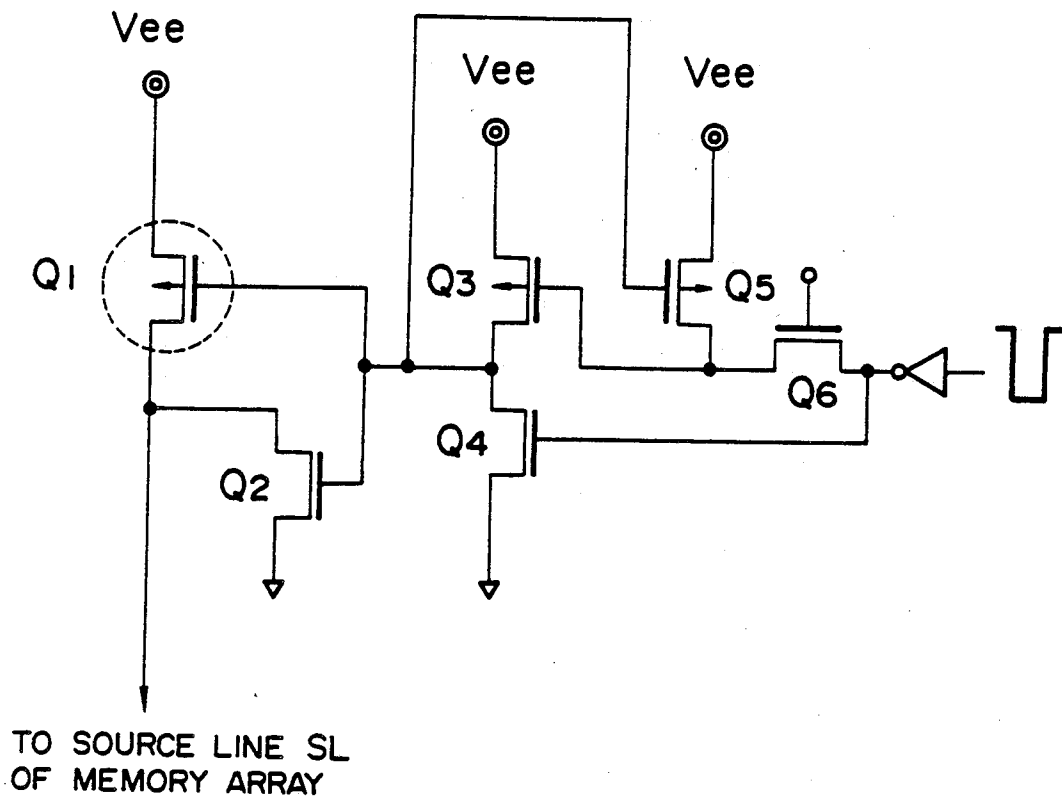 Vee
Vee
Vee
Q1
Q3
Q5
Q6
Q4
Q2
TO SOURCE LINE SL
OF MEMORY ARRAY